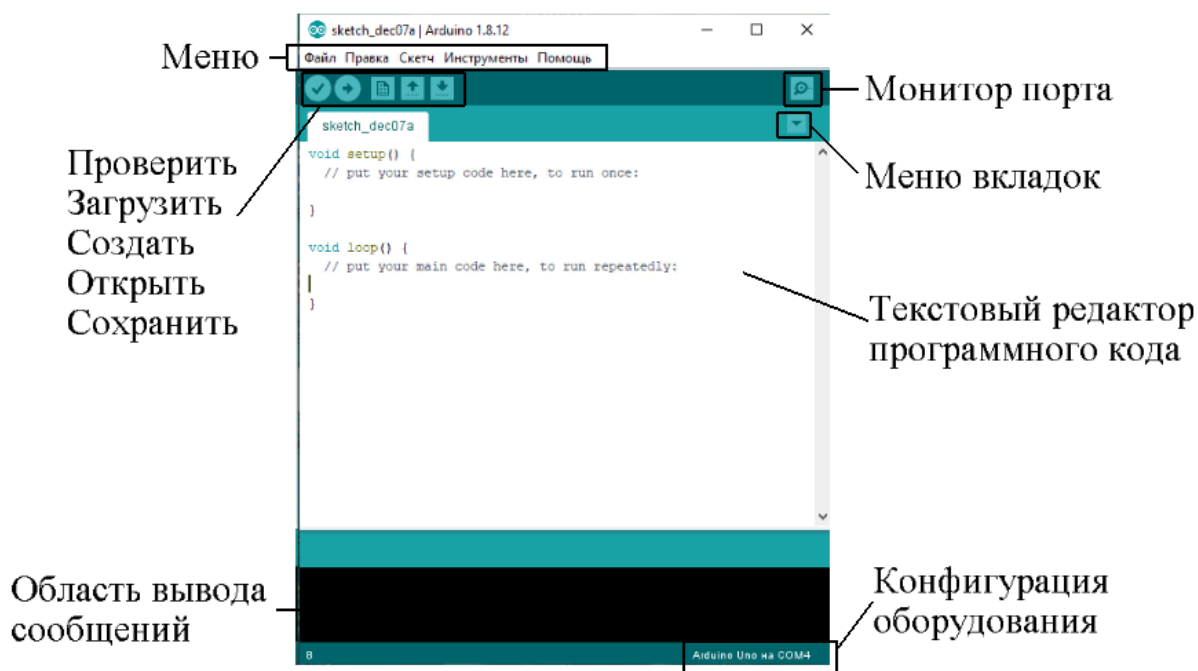 sketch_dec07a | Arduino 1.8.12
Меню
Файл Правка Скетч Инструменты Помощь
Монитор порта
sketch_dec07a
Меню вкладок
Проверить
Загрузить
Создать
Открыть
Сохранить
void setup() {
// put your setup code here, to run once:
}
void loop() {
// put your main code here, to run repeatedly:
}
Текстовый редактор
программного кода
Область вывода
сообщений
Конфигурация
оборудования
8
Arduino Uno на COM4